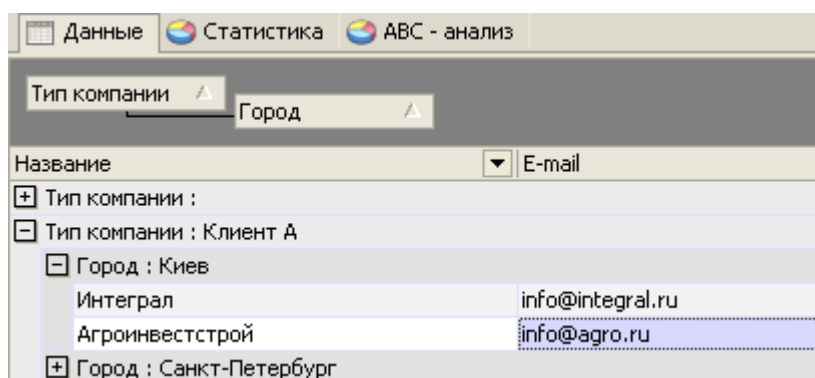 Данные Статистика ABC - анализ
Тип компании
Город
Название E-mail
Тип компании :
Тип компании : Клиент А
Город : Киев
Интеграл info@integral.ru
Агроинвестстрой info@agro.ru
Город : Санкт-Петербург